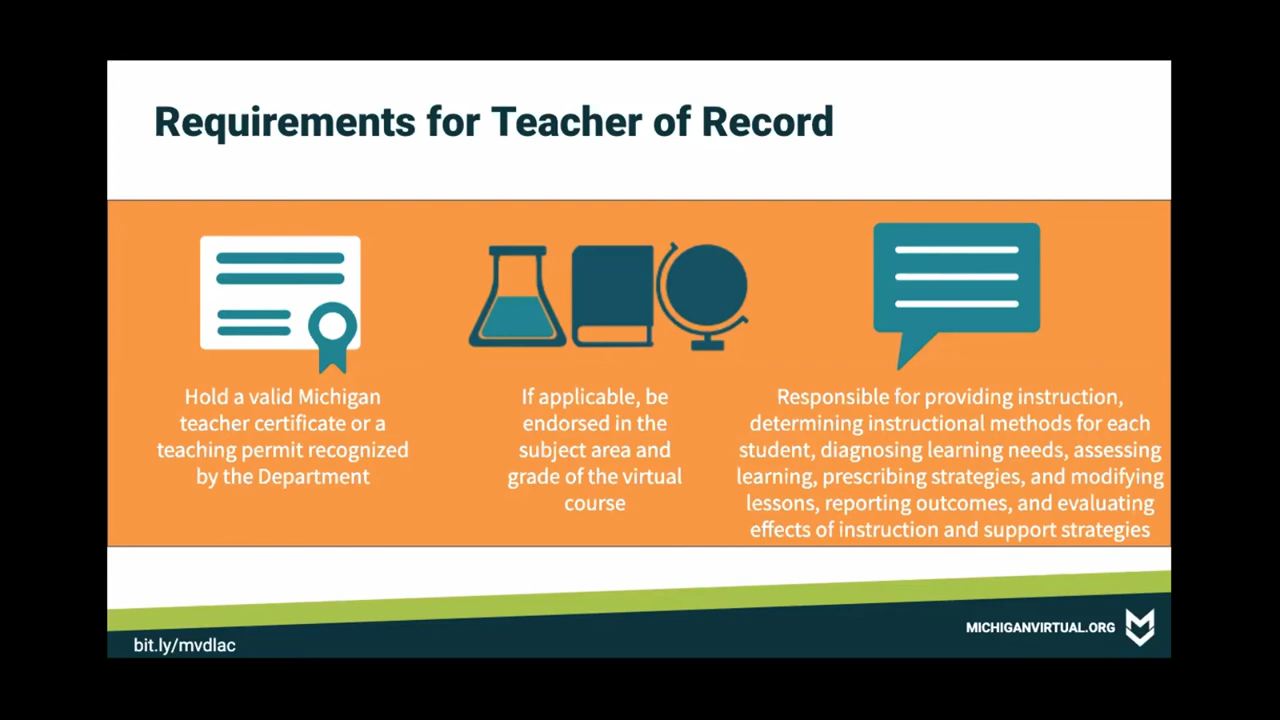 Requirements for Teacher of Record
Hold a valid Michigan
teacher certificate or a
teaching permit recognized
by the Department
If applicable, be
endorsed in the
subject area and
grade of the virtual
course
Responsible for providing instruction,
determining instructional methods for each
student, diagnosing learning needs, assessing
learning, prescribing strategies, and modifying
lessons, reporting outcomes, and evaluating
effects of instruction and support strategies
bit.ly/mvdlac
MICHIGANVIRTUAL.ORG